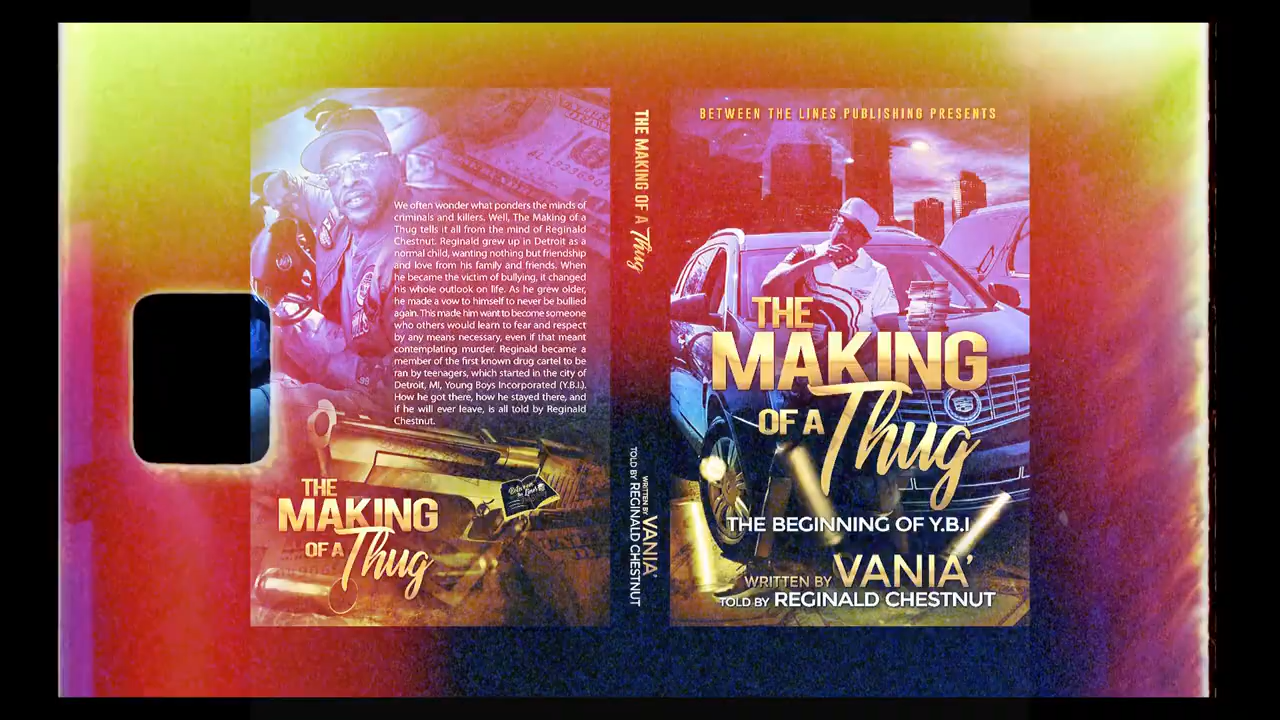 We often wonder what ponders the minds of
criminals and killers. Well, The Making of a
Thug tells it all from the mind of Reginald
Chestnut. Reginald grew up in Detroit as a
normal child, wanting nothing but friendship
and love from his family and friends. When
he became the victim of bullying, it changed
his whole outlook on life. As he grew older,
he made a vow to himself to never be bullied
again. This made him want to become someone
who others would learn to fear and respect
by any means necessary, even if that meant
contemplating murder. Reginald became a
member of the first known drug cartel to be
ran by teenagers, which started in the city of
Detroit, MI, Young Boys Incorporated (Y.B.I.).
How he got there, how he stayed there, and
if he will ever leave, is all told by Reginald
Chestnut.
THE
MAKING
OF A Thug
Between
the Lines
THE MAKING OF A Thug
WRITTEN BY VANIA'
TOLD BY REGINALD CHESTNUT
BETWEEN THE LINES PUBLISHING PRESENTS
THE
MAKING
OF A Thug
THE BEGINNING OF Y.B.I
WRITTEN BY VANIA'
TOLD BY REGINALD CHESTNUT